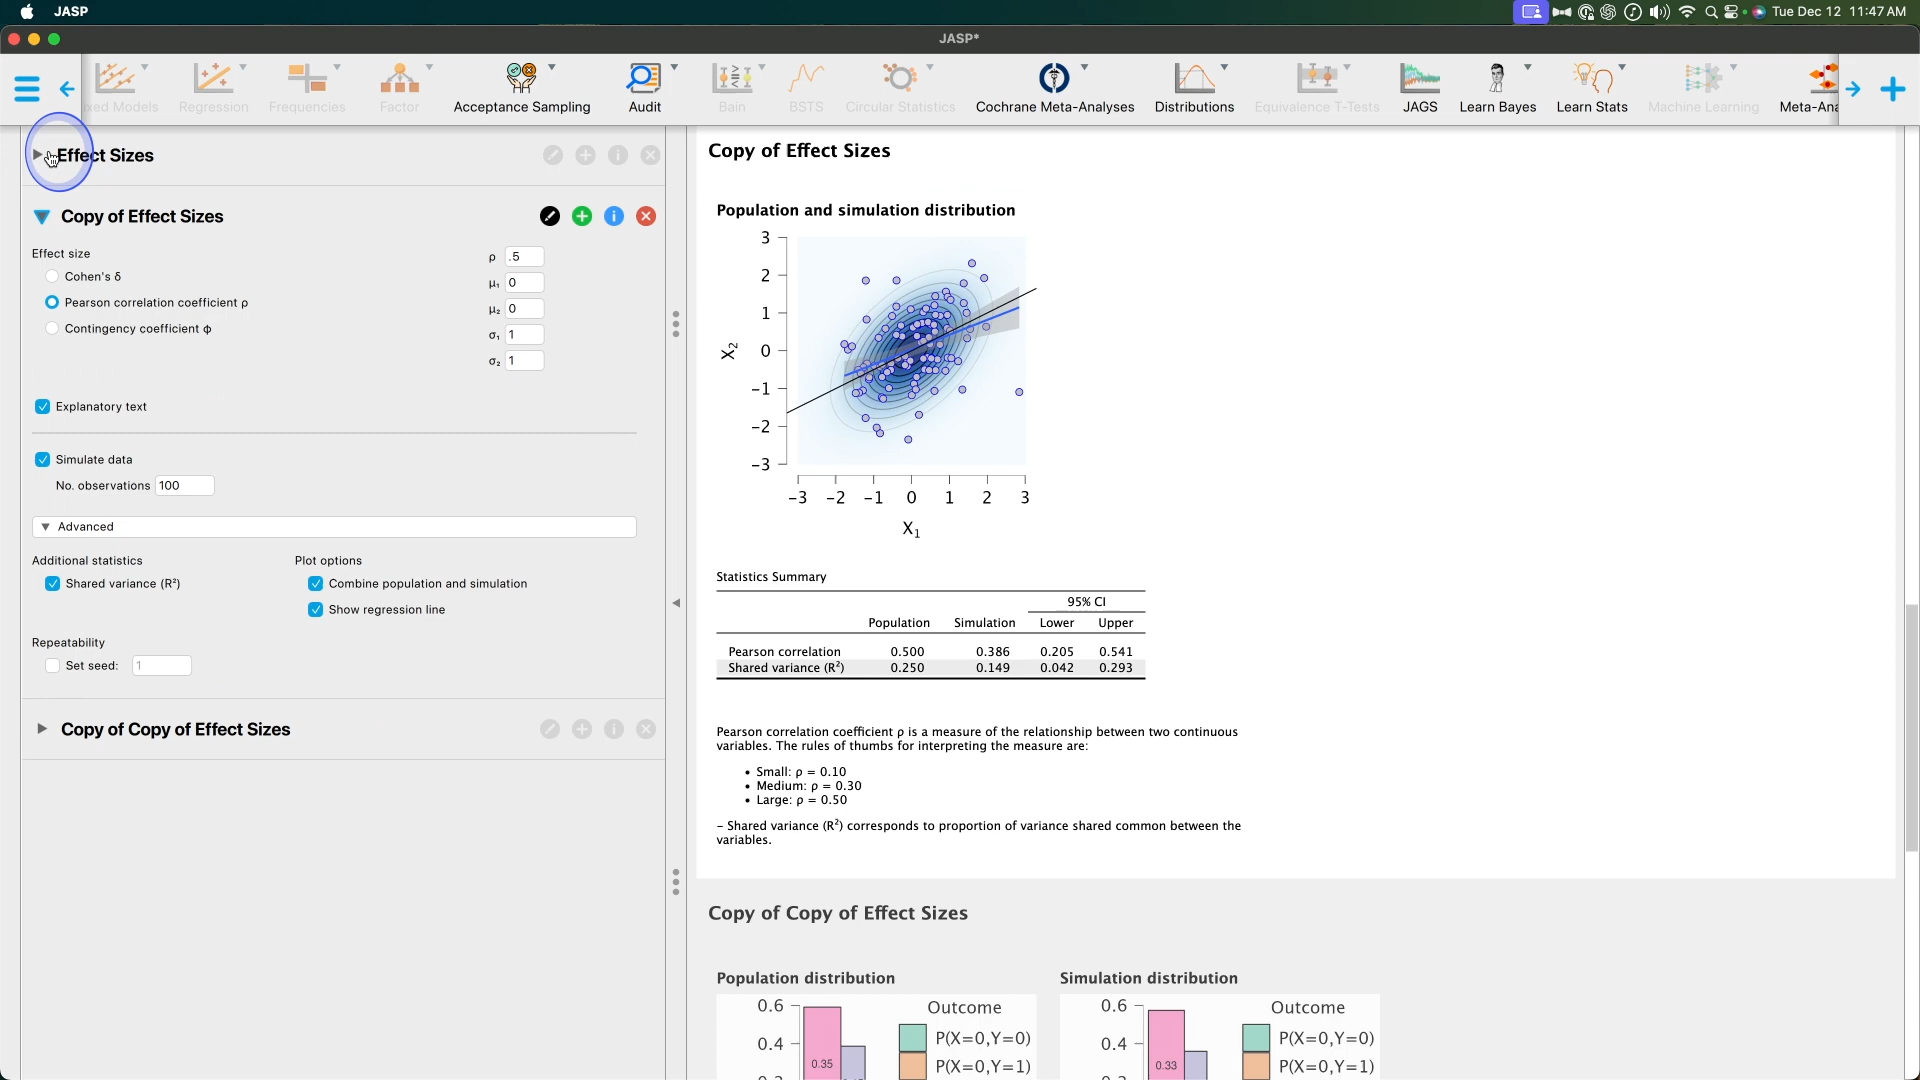 JASP
Tue Dec 12 11:47 AM
JASP*
xed Models
Regression
Frequencies
Factor
Acceptance Sampling
Audit
Bain
BSTS
Circular Statistics
Cochrane Meta-Analyses
Distributions
Equivalence T-Tests
JAGS
Learn Bayes
Learn Stats
Machine Learning
Meta-Ana
Effect Sizes
Copy of Effect Sizes
Effect size
Cohen's δ
Pearson correlation coefficient ρ
Contingency coefficient φ
ρ .5
μ₁ 0
μ₂ 0
σ₁ 1
σ₂ 1
Explanatory text
Simulate data
No. observations 100
Advanced
Additional statistics
Shared variance (R²)
Plot options
Combine population and simulation
Show regression line
Repeatability
Set seed: 1
Copy of Copy of Effect Sizes
Copy of Effect Sizes
Population and simulation distribution
3
2
1
0
−1
−2
−3
X₂
−3 −2 −1 0 1 2 3
X₁
Statistics Summary
95% CI
Population Simulation Lower Upper
Pearson correlation 0.500 0.386 0.205 0.541
Shared variance (R²) 0.250 0.149 0.042 0.293
Pearson correlation coefficient ρ is a measure of the relationship between two continuous
variables. The rules of thumbs for interpreting the measure are:
• Small: ρ = 0.10
• Medium: ρ = 0.30
• Large: ρ = 0.50
– Shared variance (R²) corresponds to proportion of variance shared common between the
variables.
Copy of Copy of Effect Sizes
Population distribution
0.6
0.4
0.35
Outcome
P(X=0,Y=0)
P(X=0,Y=1)
Simulation distribution
0.6
0.4
0.33
Outcome
P(X=0,Y=0)
P(X=0,Y=1)